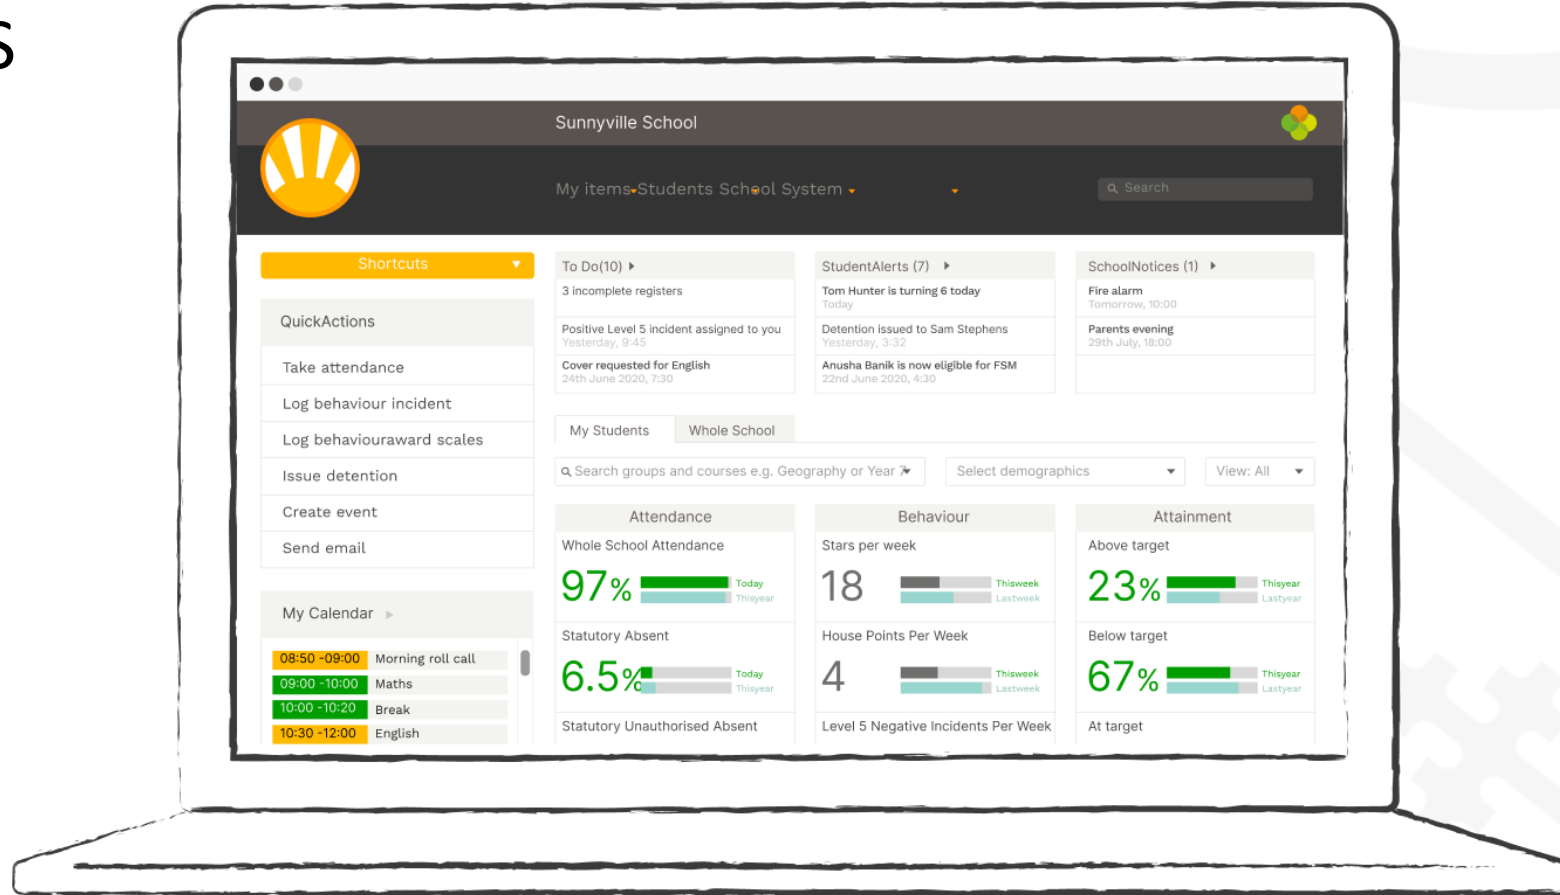 S
Sunnyville School
My items Students School System
Search
Shortcuts
QuickActions
Take attendance
Log behaviour incident
Log behaviouraward scales
Issue detention
Create event
Send email
My Calendar
08:50 -09:00 Morning roll call
09:00 -10:00 Maths
10:00 -10:20 Break
10:30 -12:00 English
To Do(10)
3 incomplete registers
Positive Level 5 incident assigned to you
Yesterday, 9:45
Cover requested for English
24th June 2020, 7:30
StudentAlerts (7)
Tom Hunter is turning 6 today
Today
Detention issued to Sam Stephens
Yesterday, 3:32
Anusha Banik is now eligible for FSM
22nd June 2020, 4:30
SchoolNotices (1)
Fire alarm
Tomorrow, 10:00
Parents evening
29th July, 18:00
My Students Whole School
Search groups and courses e.g. Geography or Year 7
Select demographics
View: All
Attendance
Whole School Attendance
97%
Today
Thisyear
Statutory Absent
6.5%
Today
Thisyear
Statutory Unauthorised Absent
Behaviour
Stars per week
18
Thisweek
Lastweek
House Points Per Week
4
Thisweek
Lastweek
Level 5 Negative Incidents Per Week
Attainment
Above target
23%
Thisyear
Lastyear
Below target
67%
Thisyear
Lastyear
At target